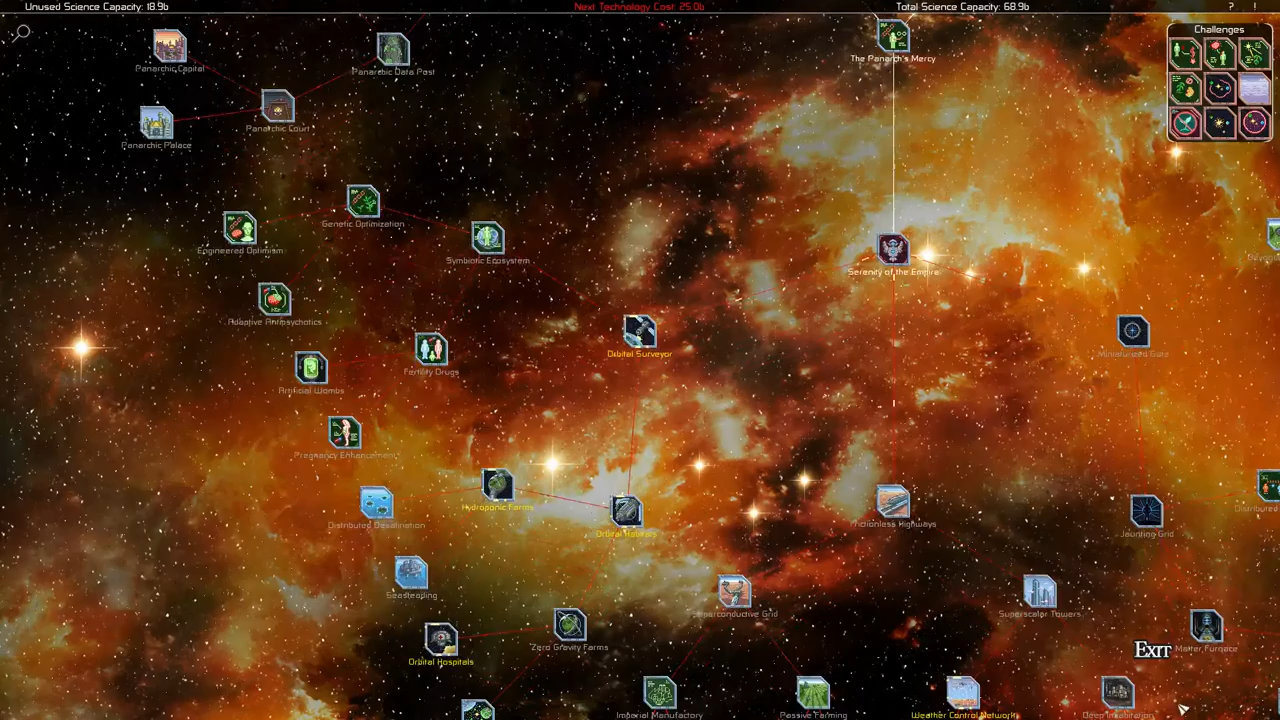 Unused Science Capacity: 18.9b
Next Technology Cost: 25.0b
Total Science Capacity: 68.9b
? !
Challenges
Panarchic Capital
Panarchic Data Post
The Panarch's Mercy
Panarchic Court
Panarchic Palace
Genetic Optimization
Engineered Optimism
Symbiotic Ecosystem
Serenity of the Empire
Adaptive Antipsychotics
Orbital Surveyor
Miniaturized Gate
Fertility Drugs
Artificial Wombs
Pregnancy Enhancement
Hydroponic Farms
Distributed Desalination
Orbital Habitats
Frictionless Highways
Jaunting Grid
Distributed
Seasteading
Superconductive Grid
Superscalar Towers
Zero Gravity Farms
Exit
Matter Furnace
Orbital Hospitals
Imperial Manufactory
Passive Farming
Weather Control Network